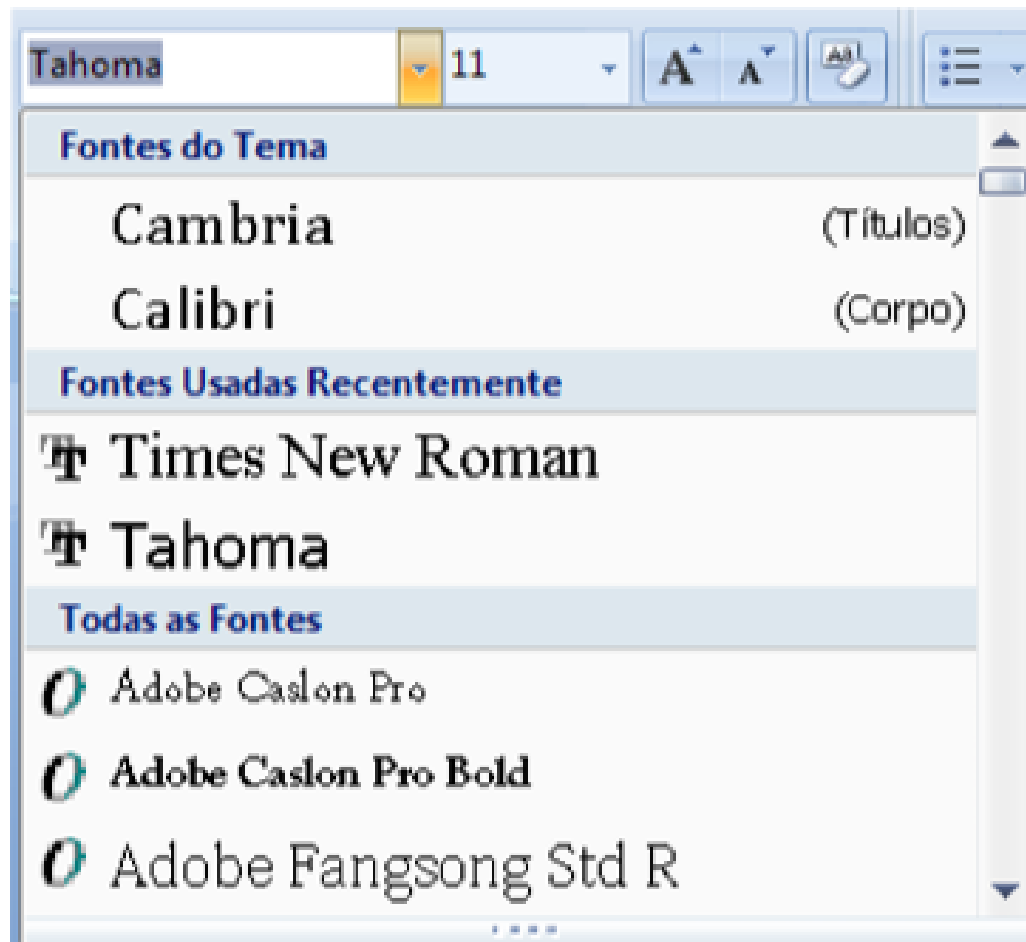 Tahoma 11
Fontes do Tema
Cambria (Títulos)
Calibri (Corpo)
Fontes Usadas Recentemente
Times New Roman
Tahoma
Todas as Fontes
Adobe Caslon Pro
Adobe Caslon Pro Bold
Adobe Fangsong Std R